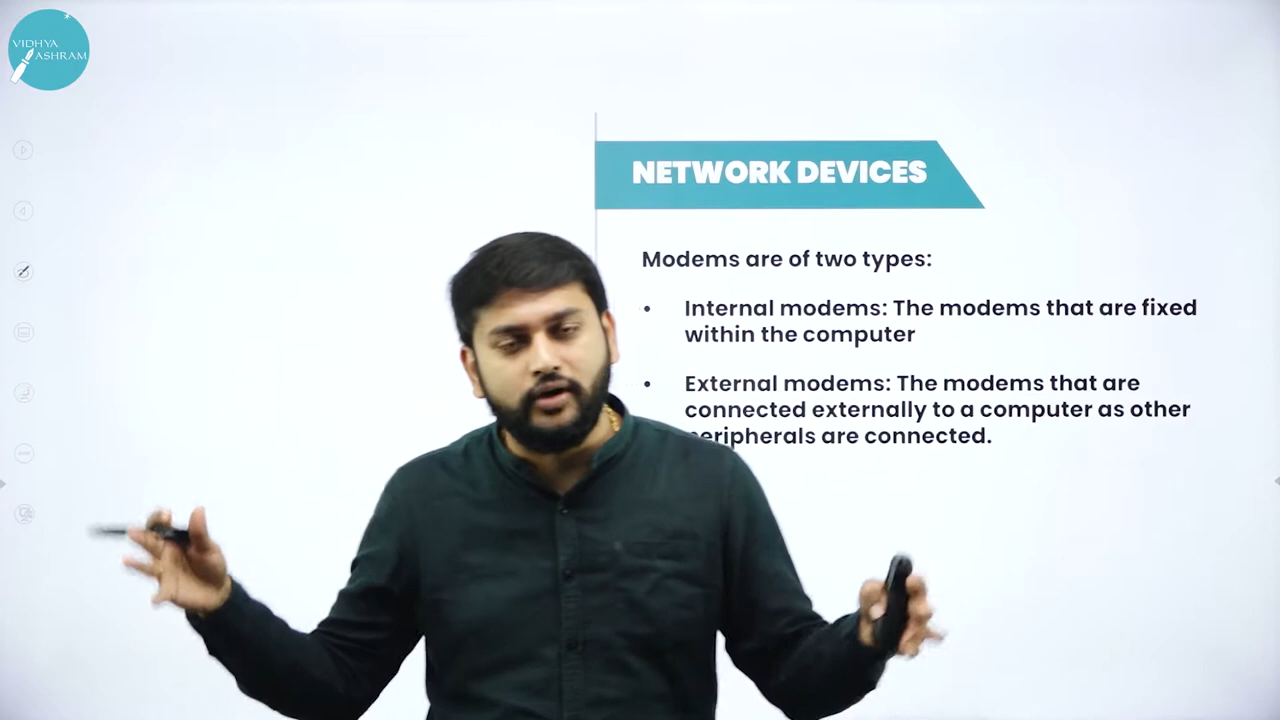 VIDHYA
ASHRAM
NETWORK DEVICES
Modems are of two types:
• Internal modems: The modems that are fixed
within the computer
• External modems: The modems that are
connected externally to a computer as other
peripherals are connected.